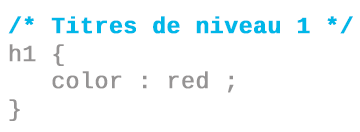 /* Titres de niveau 1 */
h1 {
   color : red ;
}